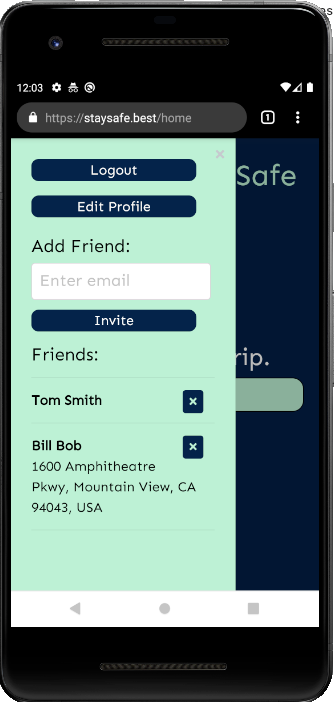 es
12:03
1
https://staysafe.best/home
×
Logout
Safe
Edit Profile
Add Friend:
Enter email
Invite
Friends:
rip.
Tom Smith ×
Bill Bob ×
1600 Amphitheatre
Pkwy, Mountain View, CA
94043, USA